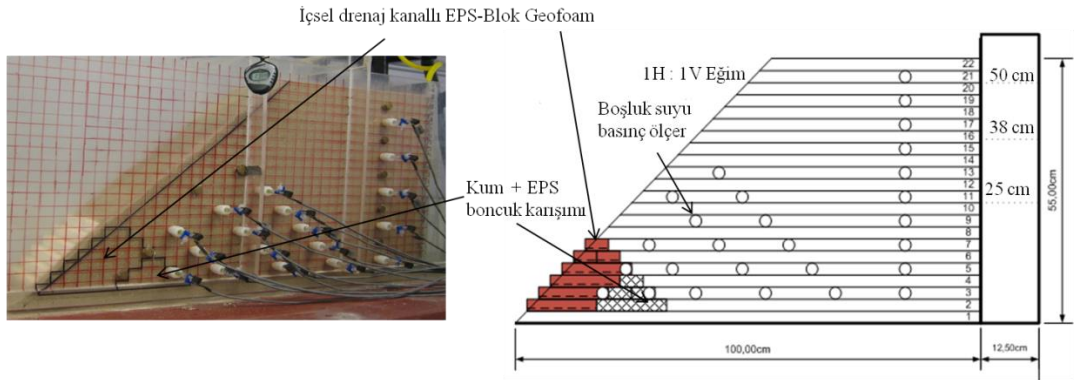 İçsel drenaj kanallı EPS-Blok Geofoam
1H : 1V Eğim
Boşluk suyu
basınç ölçer
Kum + EPS
boncuk karışımı
22
21
20
19
18
17
16
15
14
13
12
11
10
9
8
7
6
5
4
3
2
1
50 cm
38 cm
25 cm
55,00cm
100,00cm
12,50cm